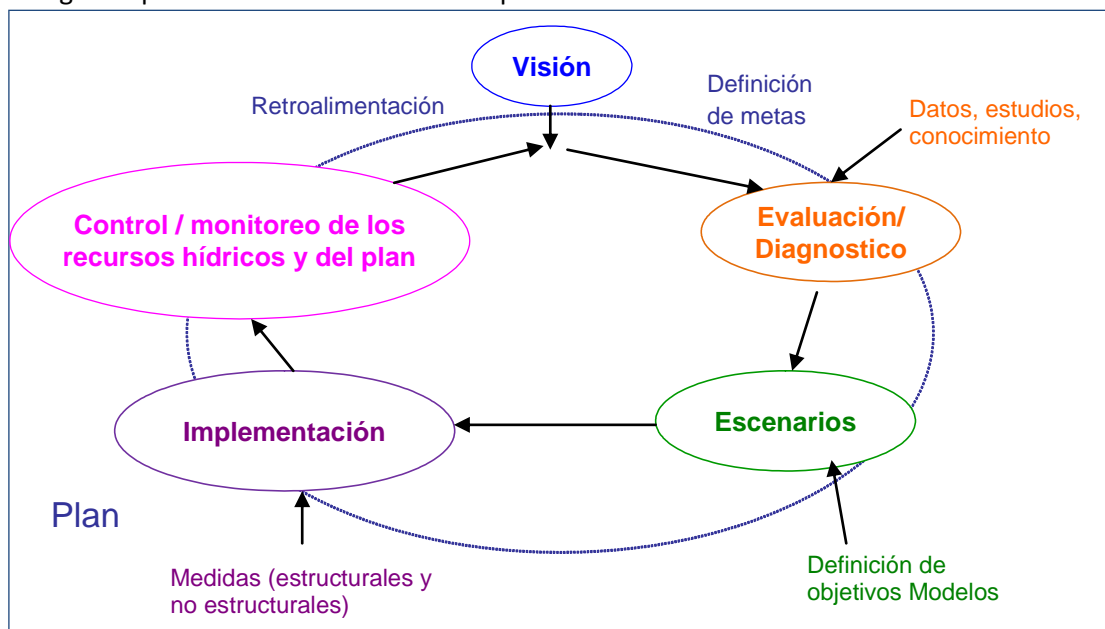 Visión
Retroalimentación
Definición
de metas
Datos, estudios,
conocimiento
Control / monitoreo de los
recursos hídricos y del plan
Evaluación/
Diagnostico
Implementación
Escenarios
Plan
Medidas (estructurales y
no estructurales)
Definición de
objetivos Modelos